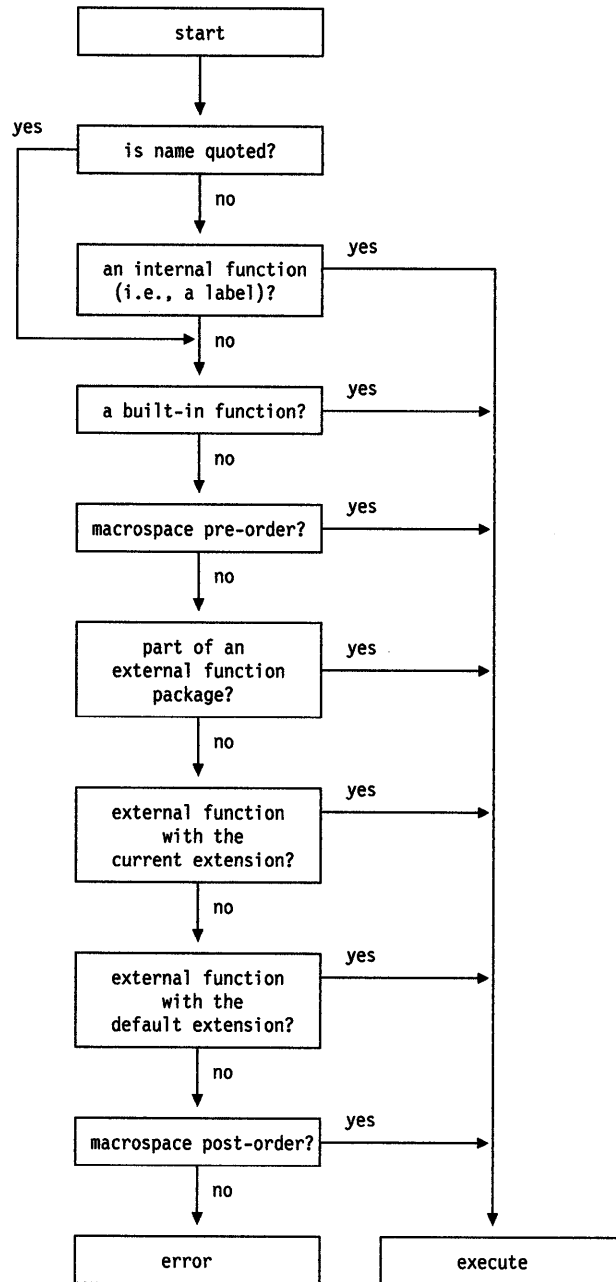 start
yes
is name quoted?
no
yes
an internal function
(i.e., a label)?
no
yes
a built-in function?
no
yes
macrospace pre-order?
no
yes
part of an
external function
package?
no
yes
external function
with the
current extension?
no
yes
external function
with the
default extension?
no
yes
macrospace post-order?
no
error
execute